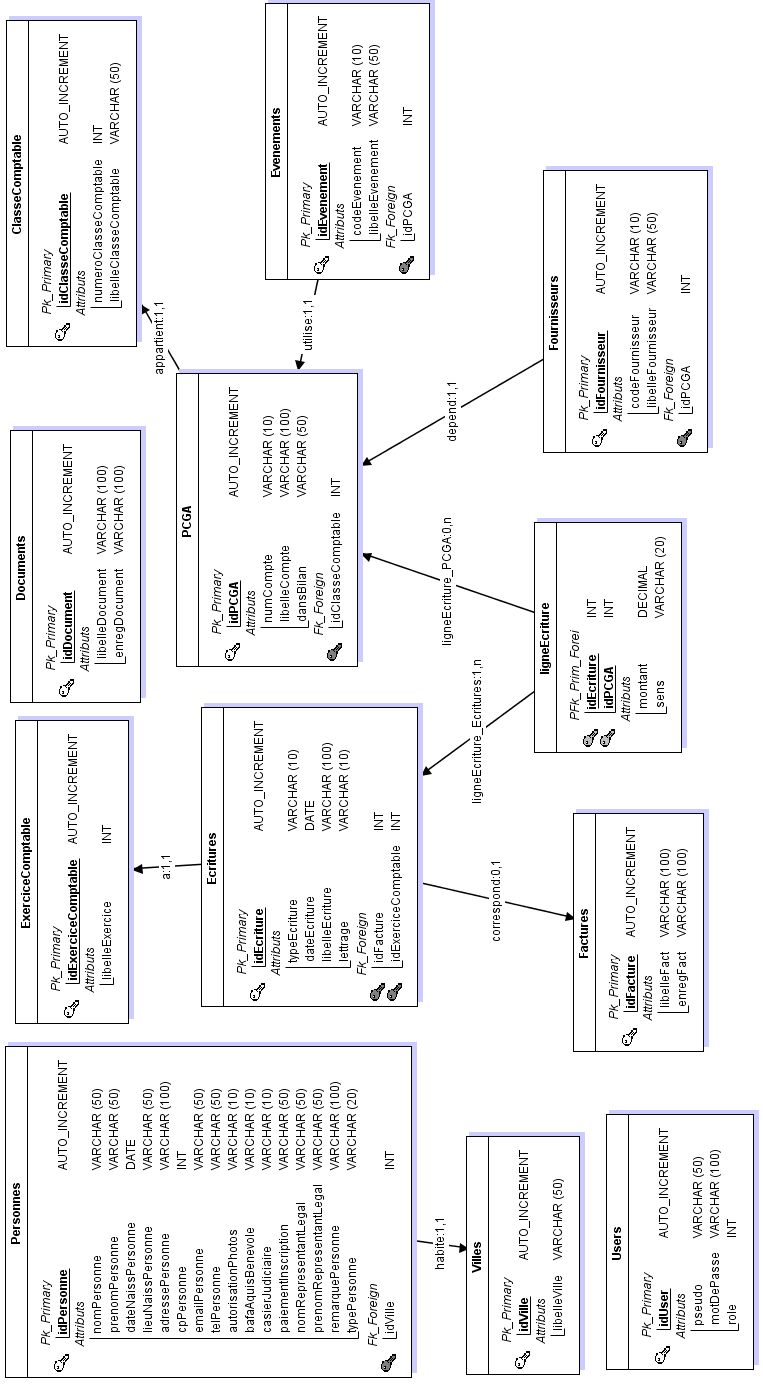 ClasseComptable
Pk_Primary
idClasseComptable AUTO_INCREMENT
Attributs
numeroClasseComptable INT
libelleClasseComptable VARCHAR (50)
appartient:1,1
Evenements
Pk_Primary
idEvenement AUTO_INCREMENT
Attributs
codeEvenement VARCHAR (10)
libelleEvenement VARCHAR (50)
Fk_Foreign
idPCGA INT
utilise:1,1
Documents
Pk_Primary
idDocument AUTO_INCREMENT
Attributs
libelleDocument VARCHAR (100)
enregDocument VARCHAR (100)
PCGA
Pk_Primary
idPCGA AUTO_INCREMENT
Attributs
numCompte VARCHAR (10)
libelleCompte VARCHAR (100)
dansBilan VARCHAR (50)
Fk_Foreign
idClasseComptable INT
Fournisseurs
Pk_Primary
idFournisseur AUTO_INCREMENT
Attributs
codeFournisseur VARCHAR (10)
libelleFournisseur VARCHAR (50)
Fk_Foreign
idPCGA INT
depend:1,1
ligneEcriture_PCGA:0,n
ligneEcriture
PFk_Prim_Forei
idEcriture INT
idPCGA INT
Attributs
montant DECIMAL
sens VARCHAR (20)
ligneEcriture_Ecritures:1,n
ExerciceComptable
Pk_Primary
idExerciceComptable AUTO_INCREMENT
Attributs
libelleExercice INT
a:1,1
Ecritures
Pk_Primary
idEcriture AUTO_INCREMENT
Attributs
typeEcriture VARCHAR (10)
dateEcriture DATE
libelleEcriture VARCHAR (100)
lettrage VARCHAR (10)
Fk_Foreign
idFacture INT
idExerciceComptable INT
correspond:0,1
Factures
Pk_Primary
idFacture AUTO_INCREMENT
Attributs
libelleFact VARCHAR (100)
enregFact VARCHAR (100)
Personnes
Pk_Primary
idPersonne AUTO_INCREMENT
Attributs
nomPersonne VARCHAR (50)
prenomPersonne VARCHAR (50)
dateNaissPersonne DATE
lieuNaissPersonne VARCHAR (50)
adressePersonne VARCHAR (100)
cpPersonne INT
emailPersonne VARCHAR (50)
telPersonne VARCHAR (50)
autorisationPhotos VARCHAR (10)
bafaAquisBenevole VARCHAR (10)
casierJudiciaire VARCHAR (10)
paiementInscription VARCHAR (50)
nomRepresentantLegal VARCHAR (50)
prenomRepresentantLegal VARCHAR (50)
remarquePersonne VARCHAR (100)
typePersonne VARCHAR (20)
Fk_Foreign
idVille INT
habite:1,1
Villes
Pk_Primary
idVille AUTO_INCREMENT
Attributs
libelleVille VARCHAR (50)
Users
Pk_Primary
idUser AUTO_INCREMENT
Attributs
pseudo VARCHAR (50)
motDePasse VARCHAR (100)
role INT